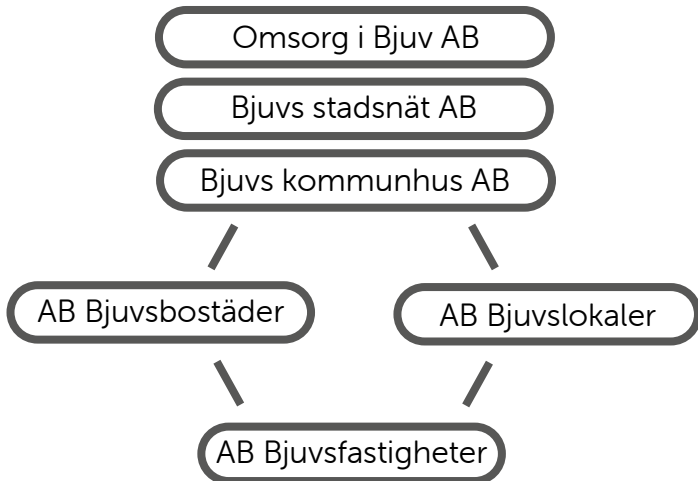 Omsorg i Bjuv AB
Bjuvs stadsnät AB
Bjuvs kommunhus AB
AB Bjuvsbostäder
AB Bjuvslokaler
AB Bjuvsfastigheter